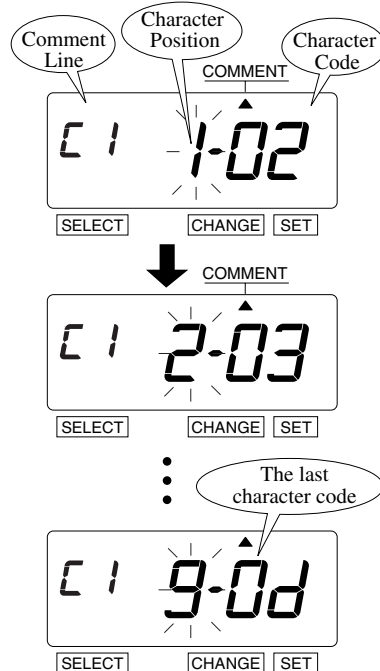 Comment
Line
Character
Position
Character
Code
COMMENT
C1 1-02
SELECT CHANGE SET
COMMENT
C1 2-03
SELECT CHANGE SET
The last
character code
C1 9-0d
SELECT CHANGE SET